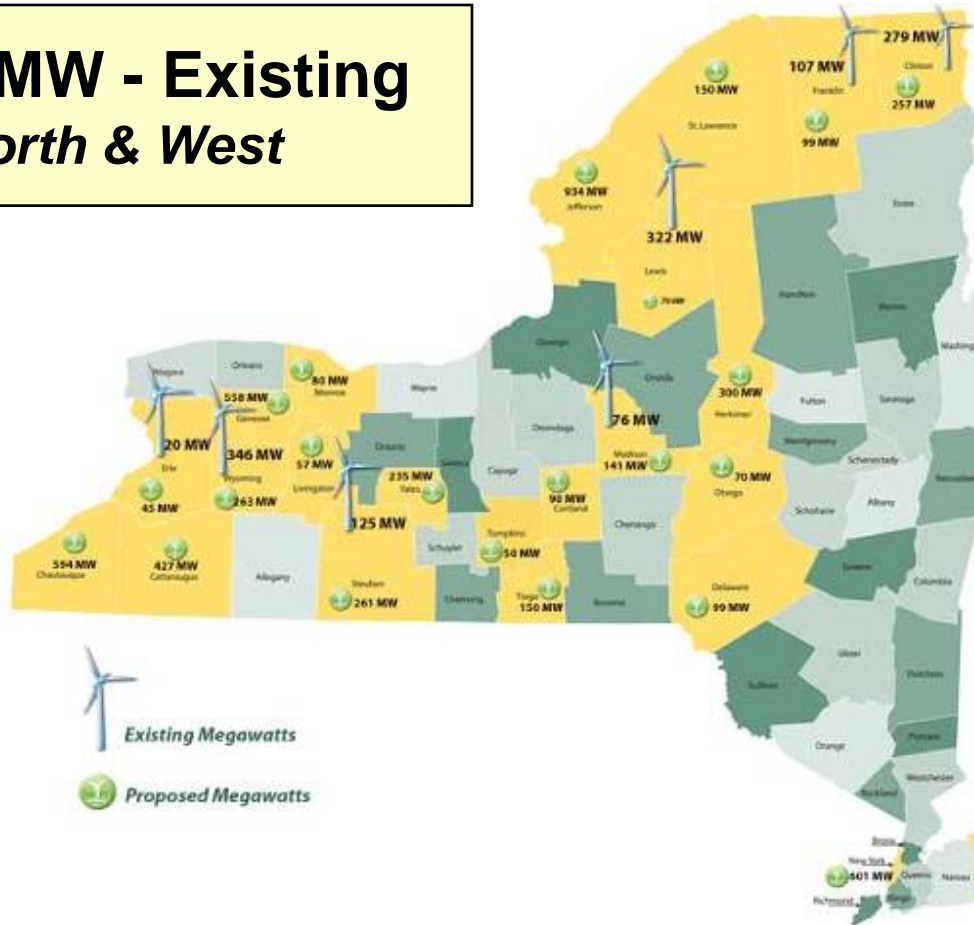 MW - Existing
orth & West
279 MW
Clinton
107 MW
Franklin
257 MW
150 MW
99 MW
St. Lawrence
934 MW
Jefferson
Essex
322 MW
Lewis
Hamilton
Warren
Oswego
Washing
Niagara
Orleans
80 MW
Monroe
Wayne
Oneida
300 MW
Herkimer
Fulton
Saratoga
558 MW
Genesee
Onondaga
76 MW
Montgomery
20 MW
Erie
346 MW
Wyoming
57 MW
Livingston
Ontario
Seneca
235 MW
Yates
Cayuga
Madison
141 MW
70 MW
Otsego
Schenectady
Schoharie
Albany
45 MW
263 MW
90 MW
Cortland
Chenango
125 MW
Tompkins
50 MW
Schuyler
594 MW
Chautauqua
427 MW
Cattaraugus
Allegany
Steuben
261 MW
Chemung
Tioga
150 MW
Broome
Delaware
99 MW
Greene
Columbia
Ulster
Dutchess
Sullivan
Existing Megawatts
Orange
Putnam
Westchester
Proposed Megawatts
Rockland
Bronx
New York
601 MW
Queens
Nassau
Richmond
Kings